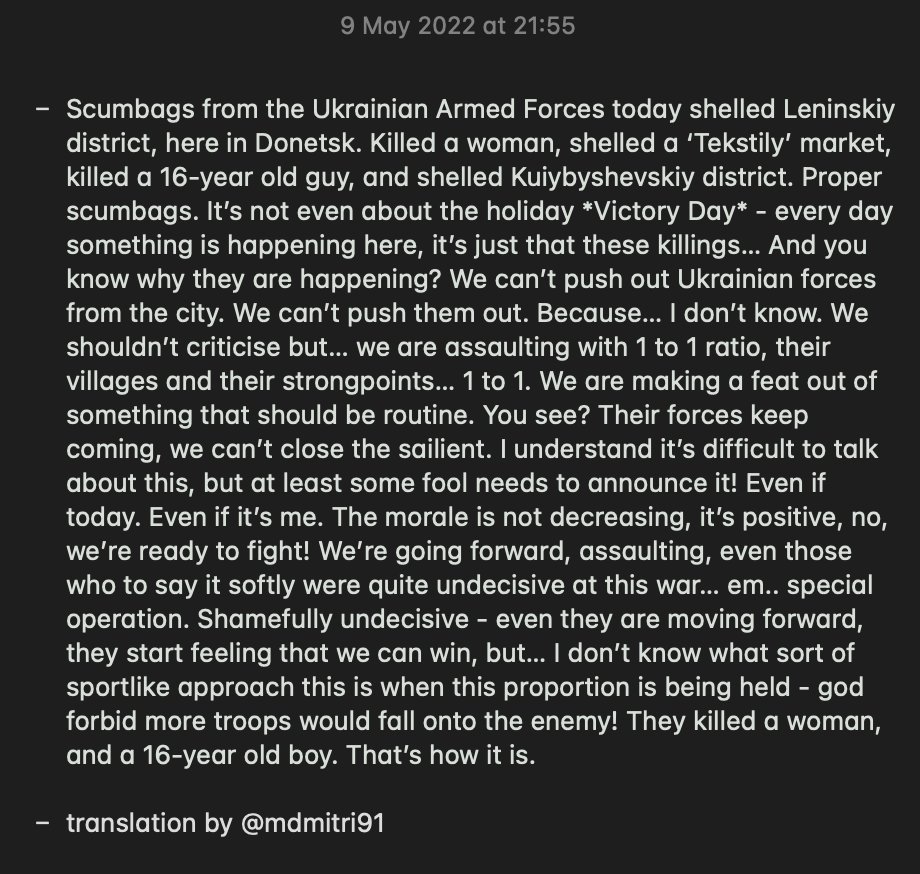 9 May 2022 at 21:55
– Scumbags from the Ukrainian Armed Forces today shelled Leninskiy
district, here in Donetsk. Killed a woman, shelled a ‘Tekstily’ market,
killed a 16-year old guy, and shelled Kuiybyshevskiy district. Proper
scumbags. It’s not even about the holiday *Victory Day* - every day
something is happening here, it’s just that these killings... And you
know why they are happening? We can’t push out Ukrainian forces
from the city. We can’t push them out. Because... I don’t know. We
shouldn’t criticise but... we are assaulting with 1 to 1 ratio, their
villages and their strongpoints... 1 to 1. We are making a feat out of
something that should be routine. You see? Their forces keep
coming, we can’t close the sailient. I understand it’s difficult to talk
about this, but at least some fool needs to announce it! Even if
today. Even if it’s me. The morale is not decreasing, it’s positive, no,
we’re ready to fight! We’re going forward, assaulting, even those
who to say it softly were quite undecisive at this war... em.. special
operation. Shamefully undecisive - even they are moving forward,
they start feeling that we can win, but... I don’t know what sort of
sportlike approach this is when this proportion is being held - god
forbid more troops would fall onto the enemy! They killed a woman,
and a 16-year old boy. That’s how it is.
– translation by @mdmitri91